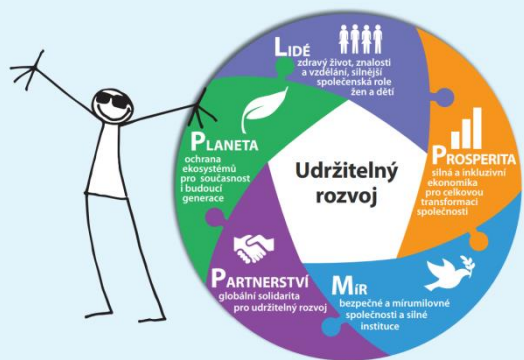 LIDÉ
zdravý život, znalosti
a vzdělání, silnější
společenská role
žen a dětí
PROSPERITA
silná a inkluzivní
ekonomika
pro celkovou
transformaci
společnosti
MÍR
bezpečné a mírumilovné
společnosti a silné
instituce
PARTNERSTVÍ
globální solidarita
pro udržitelný rozvoj
PLANETA
ochrana
ekosystémů
pro současnost
i budoucí
generace
Udržitelný
rozvoj